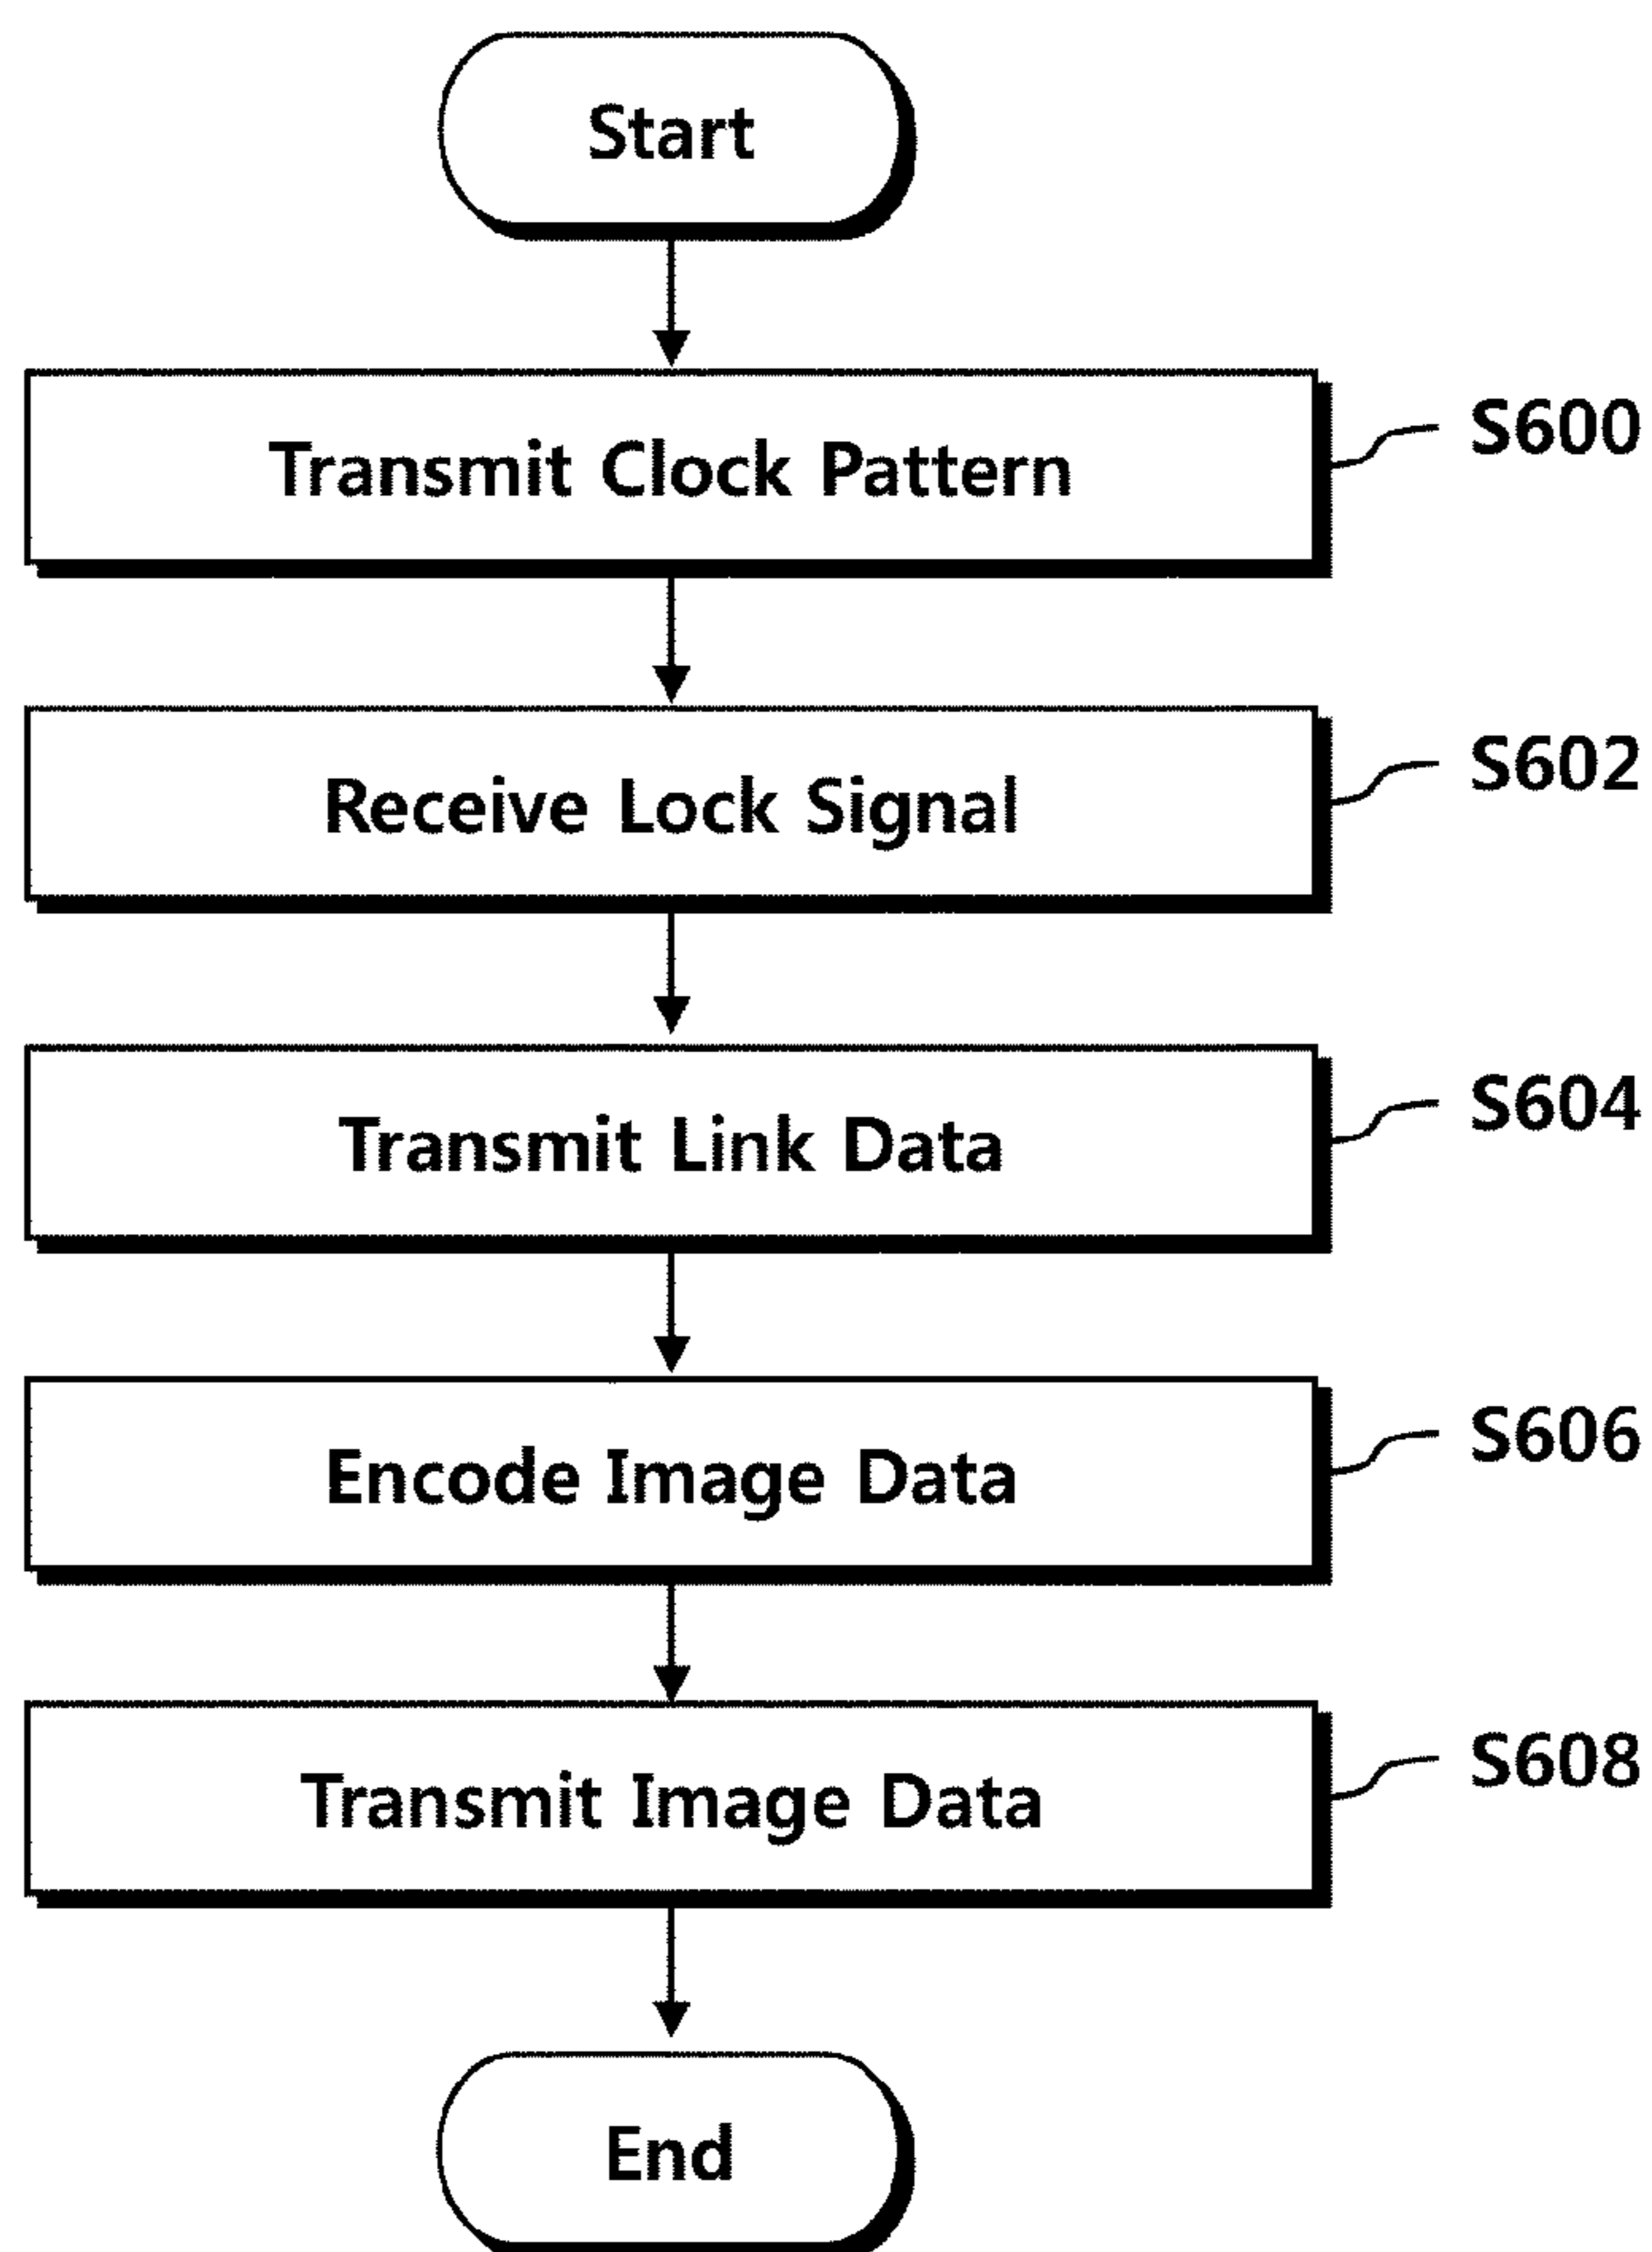 Start
Transmit Clock Pattern
S600
Receive Lock Signal
S602
Transmit Link Data
S604
Encode Image Data
S606
Transmit Image Data
S608
End